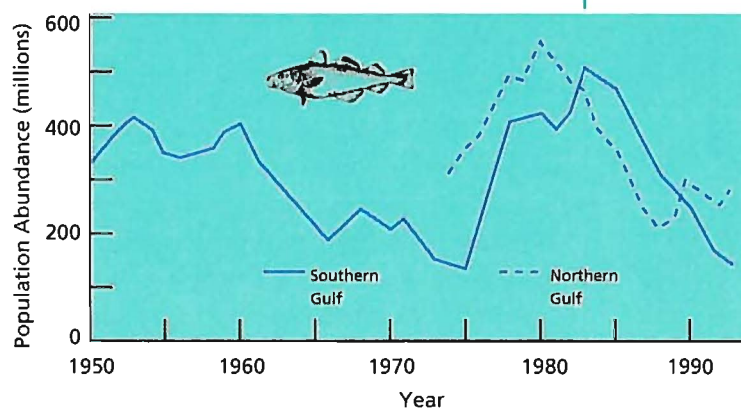 Population Abundance (millions)
600
400
200
0
Southern
Gulf
Northern
Gulf
1950
1960
1970
1980
1990
Year